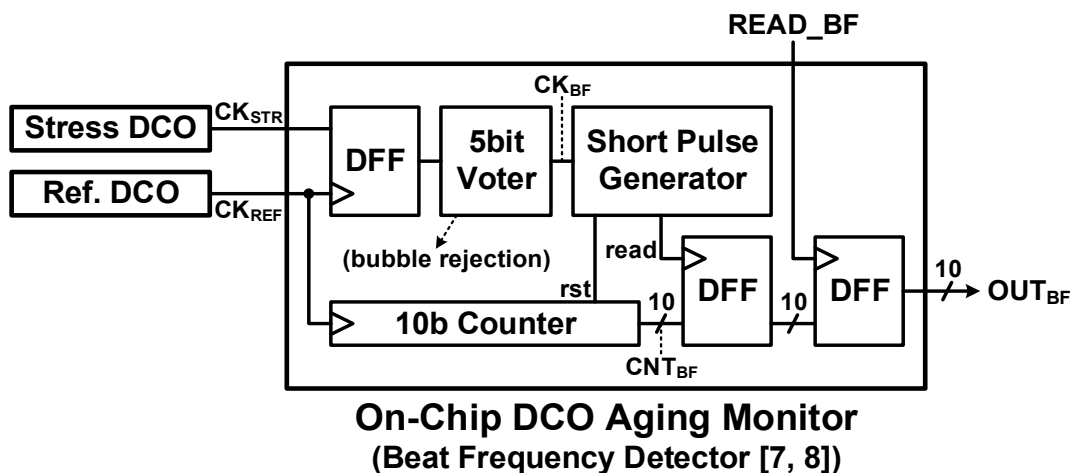 READ_BF
CK_BF
CK_STR
Stress DCO
DFF
5bit
Voter
Short Pulse
Generator
Ref. DCO
CK_REF
(bubble rejection)
read
rst
10
DFF
10
DFF
10
OUT_BF
10b Counter
CNT_BF
On-Chip DCO Aging Monitor
(Beat Frequency Detector [7, 8])